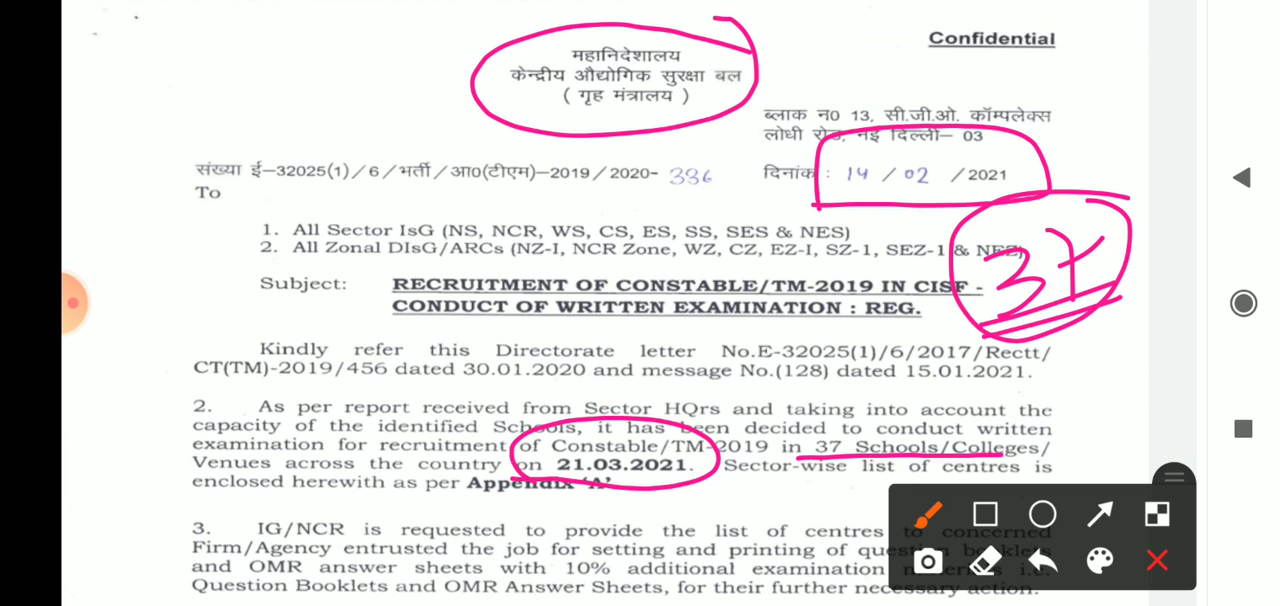 Confidential
महानिदेशालय
केन्द्रीय औद्योगिक सुरक्षा बल
( गृह मंत्रालय )
ब्लाक न0 13, सी.जी.ओ. कॉम्पलेक्स
लोधी रोड, नई दिल्ली– 03
संख्या ई–32025(1)/6/भर्ती/आ0(टीएम)–2019/2020- 336 दिनांक : 14 / 02 /2021
To
1. All Sector IsG (NS, NCR, WS, CS, ES, SS, SES & NES)
2. All Zonal DIsG/ARCs (NZ-I, NCR Zone, WZ, CZ, EZ-I, SZ-1, SEZ-1 & NEZ)
37
Subject: RECRUITMENT OF CONSTABLE/TM-2019 IN CISF -
CONDUCT OF WRITTEN EXAMINATION : REG.
Kindly refer this Directorate letter No.E-32025(1)/6/2017/Rectt/
CT(TM)-2019/456 dated 30.01.2020 and message No.(128) dated 15.01.2021.
2. As per report received from Sector HQrs and taking into account the
capacity of the identified Schools, it has been decided to conduct written
examination for recruitment of Constable/TM-2019 in 37 Schools/Colleges/
Venues across the country on 21.03.2021. Sector-wise list of centres is
enclosed herewith as per Appendix 'A'.
3. IG/NCR is requested to provide the list of centres to concerned
Firm/Agency entrusted the job for setting and printing of question booklets
and OMR answer sheets with 10% additional examination
Question Booklets and OMR Answer Sheets, for their further necessary action.